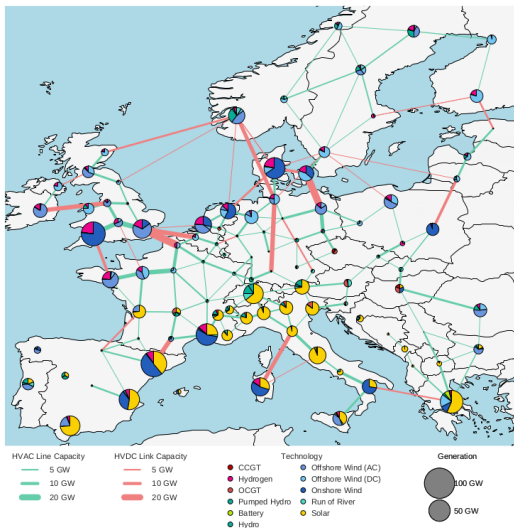 HVAC Line Capacity
5 GW
10 GW
20 GW
HVDC Line Capacity
5 GW
10 GW
20 GW
Technology
CCGT
Hydrogen
OCGT
Pumped Hydro
Battery
Hydro
Offshore Wind (AC)
Offshore Wind (DC)
Onshore Wind
Run of River
Solar
Generation
100 GW
50 GW